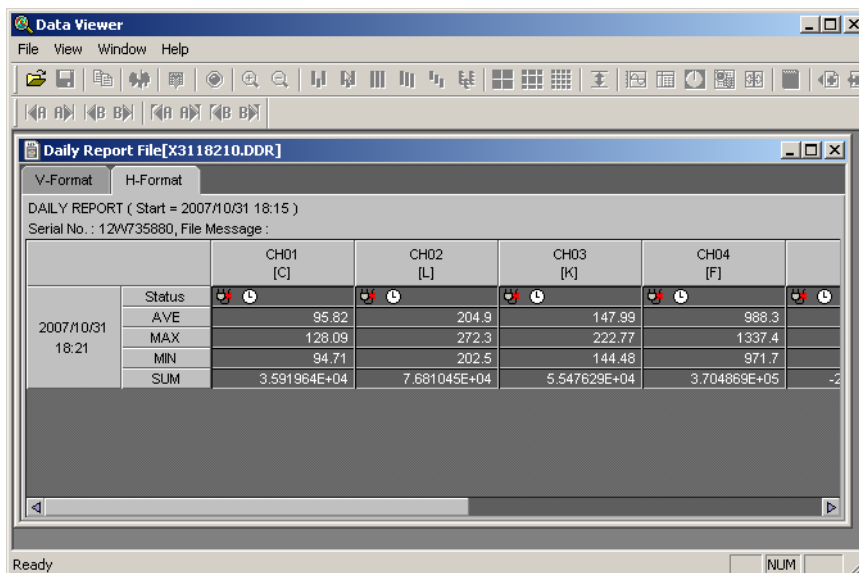 Data Viewer
File View Window Help
Daily Report File[X3118210.DDR]
V-Format H-Format
DAILY REPORT ( Start = 2007/10/31 18:15 )
Serial No. : 12W735880, File Message :
CH01 CH02 CH03 CH04
[C] [L] [K] [F]
Status
2007/10/31 18:21
AVE 95.82 204.9 147.99 988.3
MAX 128.09 272.3 222.77 1337.4
MIN 94.71 202.5 144.48 971.7
SUM 3.591964E+04 7.681045E+04 5.547629E+04 3.704869E+05 -2
Ready NUM